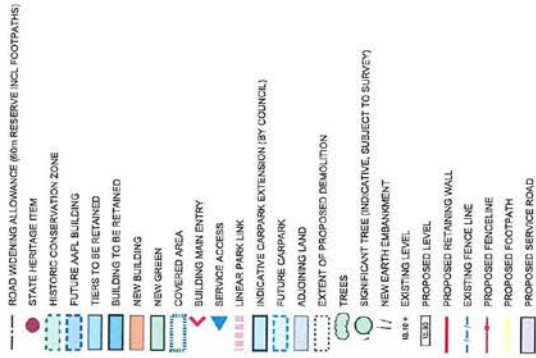 ROAD WIDENING ALLOWANCE (60m RESERVE INCL FOOTPATHS)
STATE HERITAGE ITEM
HISTORIC CONSERVATION ZONE
FUTURE AAFL BUILDING
TIERS TO BE RETAINED
BUILDING TO BE RETAINED
NEW BUILDING
NEW GREEN
COVERED AREA
BUILDING MAIN ENTRY
SERVICE ACCESS
LINEAR PARK LINK
INDICATIVE CARPARK EXTENSION (BY COUNCIL)
FUTURE CARPARK
ADJOINING LAND
EXTENT OF PROPOSED DEMOLITION
TREES
SIGNIFICANT TREE (INDICATIVE, SUBJECT TO SURVEY)
NEW EARTH EMBANKMENT
EXISTING LEVEL
PROPOSED LEVEL
PROPOSED RETAINING WALL
EXISTING FENCE LINE
PROPOSED FENCELINE
PROPOSED FOOTPATH
PROPOSED SERVICE ROAD